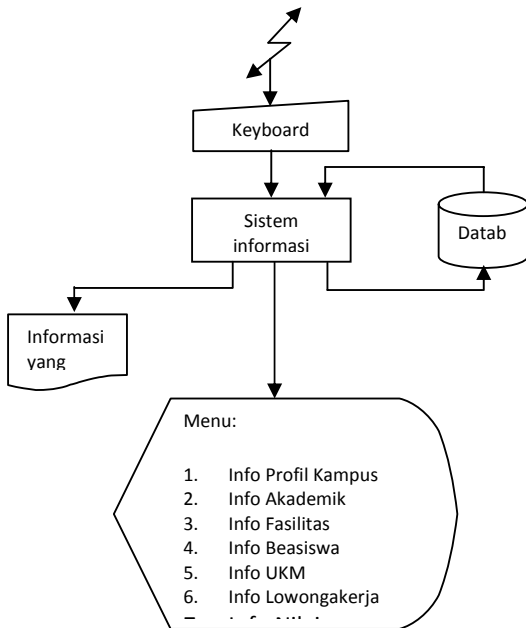 Keyboard
Sistem
informasi
Datab
Informasi
yang
Menu:
1. Info Profil Kampus
2. Info Akademik
3. Info Fasilitas
4. Info Beasiswa
5. Info UKM
6. Info Lowongakerja